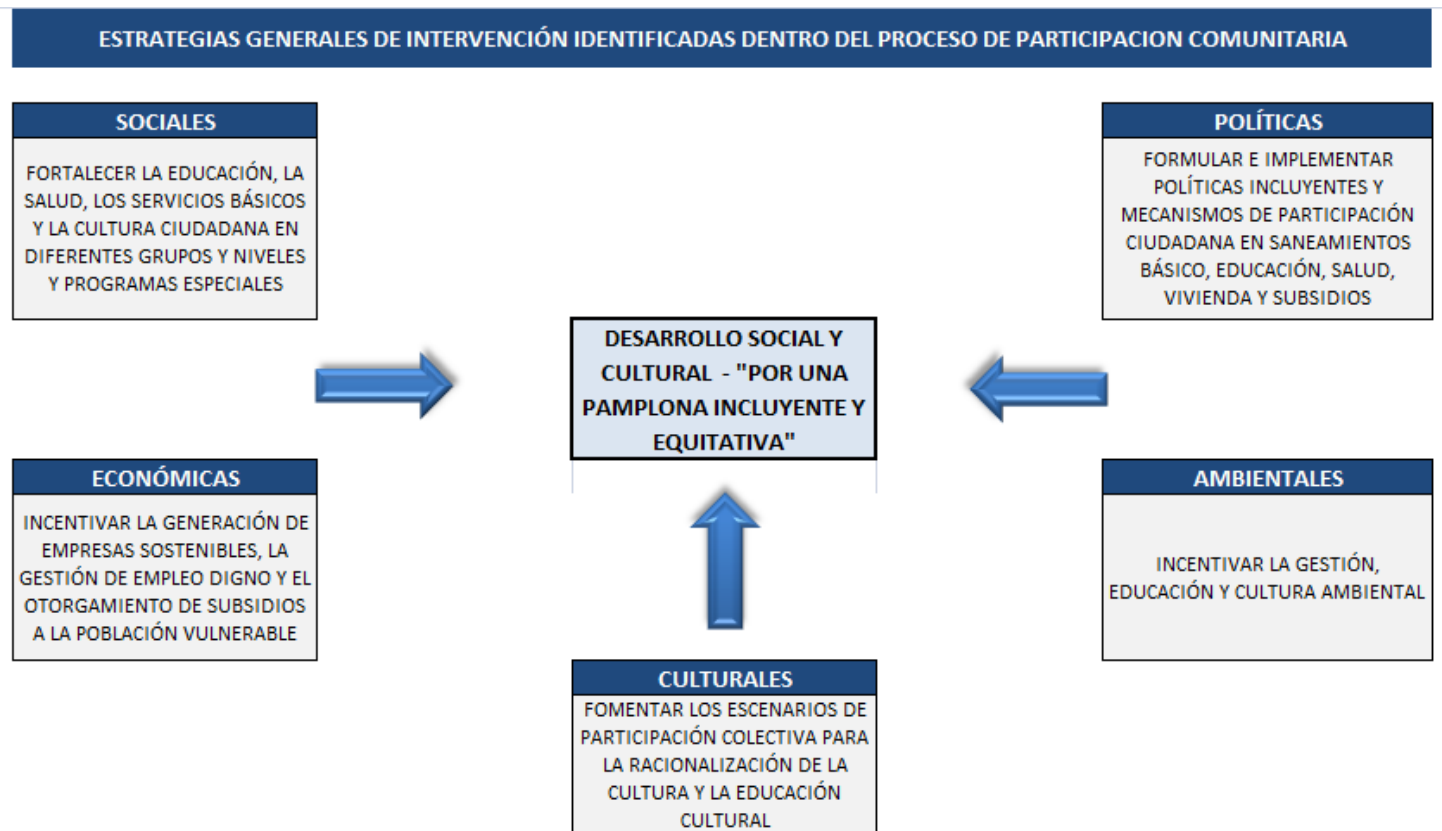 ESTRATEGIAS GENERALES DE INTERVENCIÓN IDENTIFICADAS DENTRO DEL PROCESO DE PARTICIPACION COMUNITARIA
SOCIALES
FORTALECER LA EDUCACIÓN, LA
SALUD, LOS SERVICIOS BÁSICOS
Y LA CULTURA CIUDADANA EN
DIFERENTES GRUPOS Y NIVELES
Y PROGRAMAS ESPECIALES
POLÍTICAS
FORMULAR E IMPLEMENTAR
POLÍTICAS INCLUYENTES Y
MECANISMOS DE PARTICIPACIÓN
CIUDADANA EN SANEAMIENTOS
BÁSICO, EDUCACIÓN, SALUD,
VIVIENDA Y SUBSIDIOS
DESARROLLO SOCIAL Y
CULTURAL - "POR UNA
PAMPLONA INCLUYENTE Y
EQUITATIVA"
ECONÓMICAS
INCENTIVAR LA GENERACIÓN DE
EMPRESAS SOSTENIBLES, LA
GESTIÓN DE EMPLEO DIGNO Y EL
OTORGAMIENTO DE SUBSIDIOS
A LA POBLACIÓN VULNERABLE
AMBIENTALES
INCENTIVAR LA GESTIÓN,
EDUCACIÓN Y CULTURA AMBIENTAL
CULTURALES
FOMENTAR LOS ESCENARIOS DE
PARTICIPACIÓN COLECTIVA PARA
LA RACIONALIZACIÓN DE LA
CULTURA Y LA EDUCACIÓN
CULTURAL